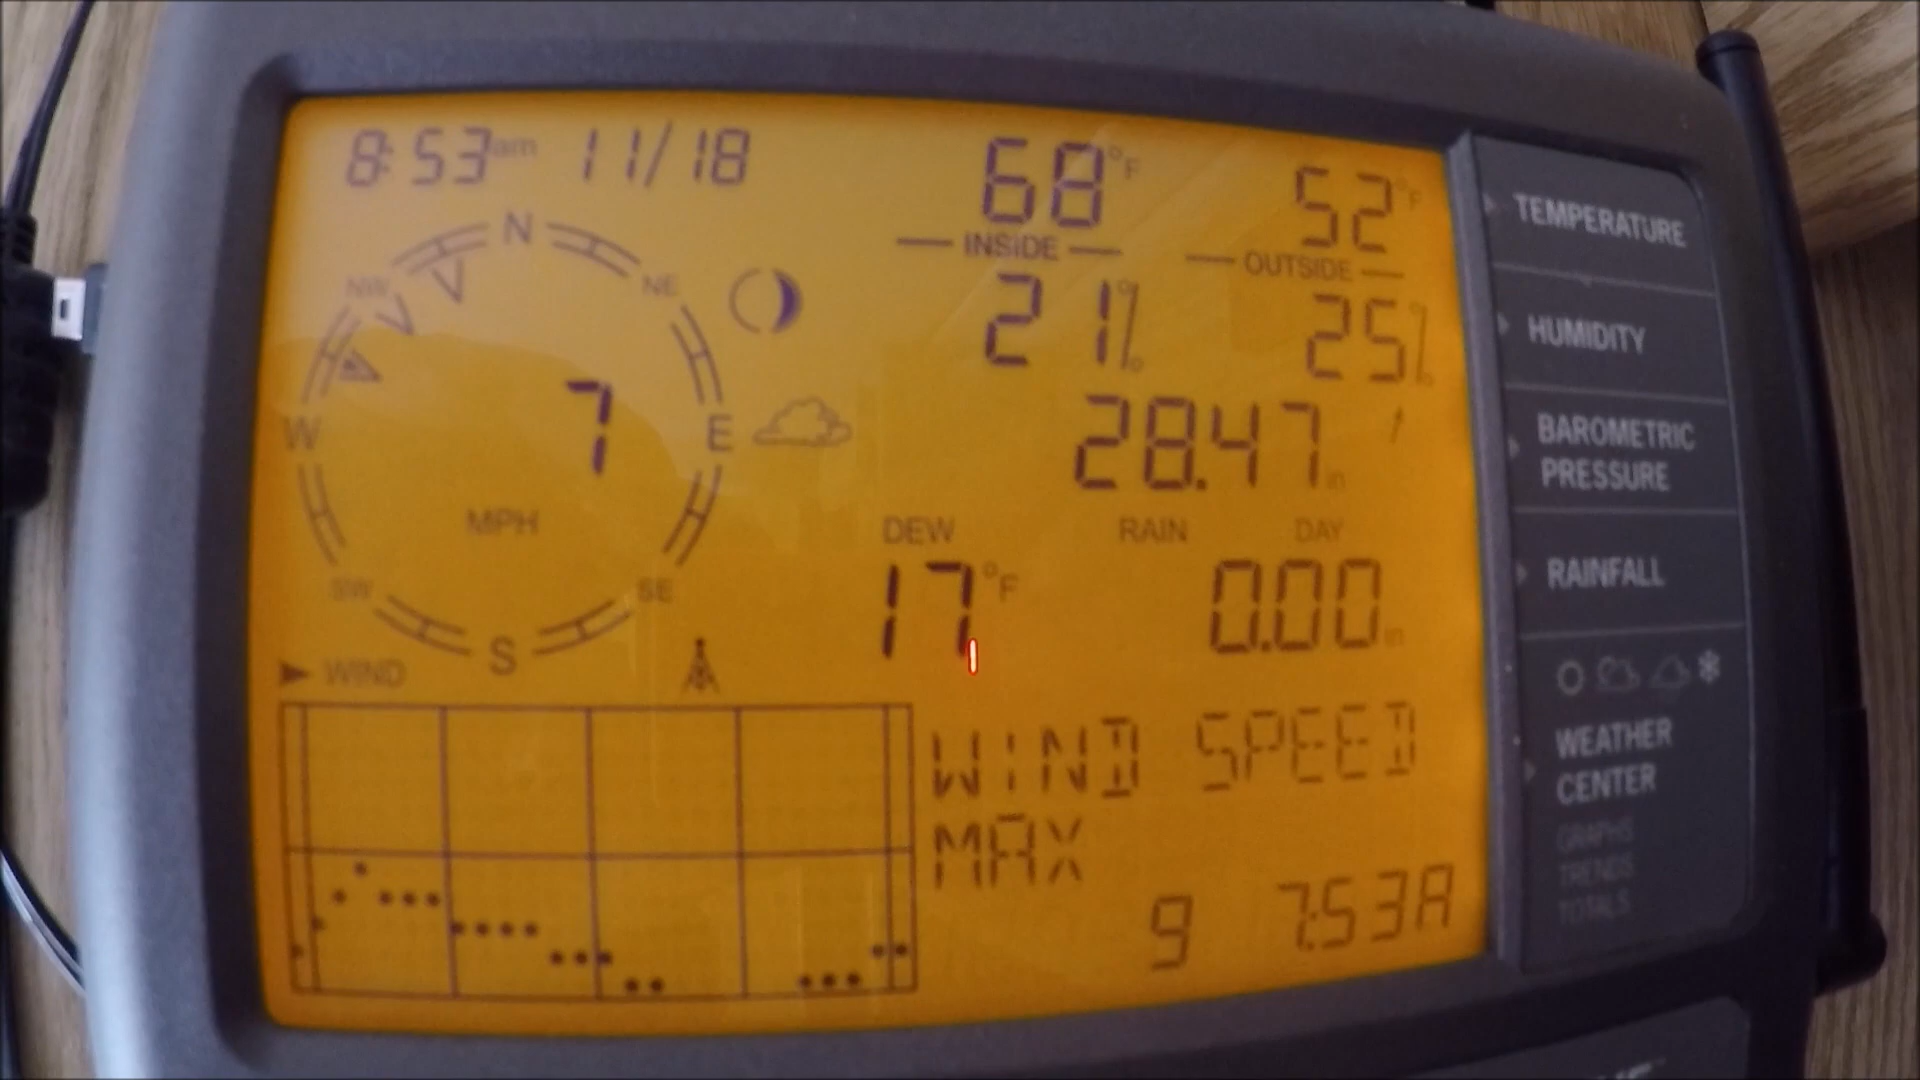 8:53am 11/18
68°F
52°F
INSIDE
OUTSIDE
21%
25%
28.47in
N
NE
E
SE
S
SW
W
NW
7
MPH
DEW
17°F
RAIN DAY
0.00in
WIND
WIND SPEED
MAX
9 7:53A
TEMPERATURE
HUMIDITY
BAROMETRIC
PRESSURE
RAINFALL
WEATHER
CENTER
GRAPHS
TRENDS
TOTALS